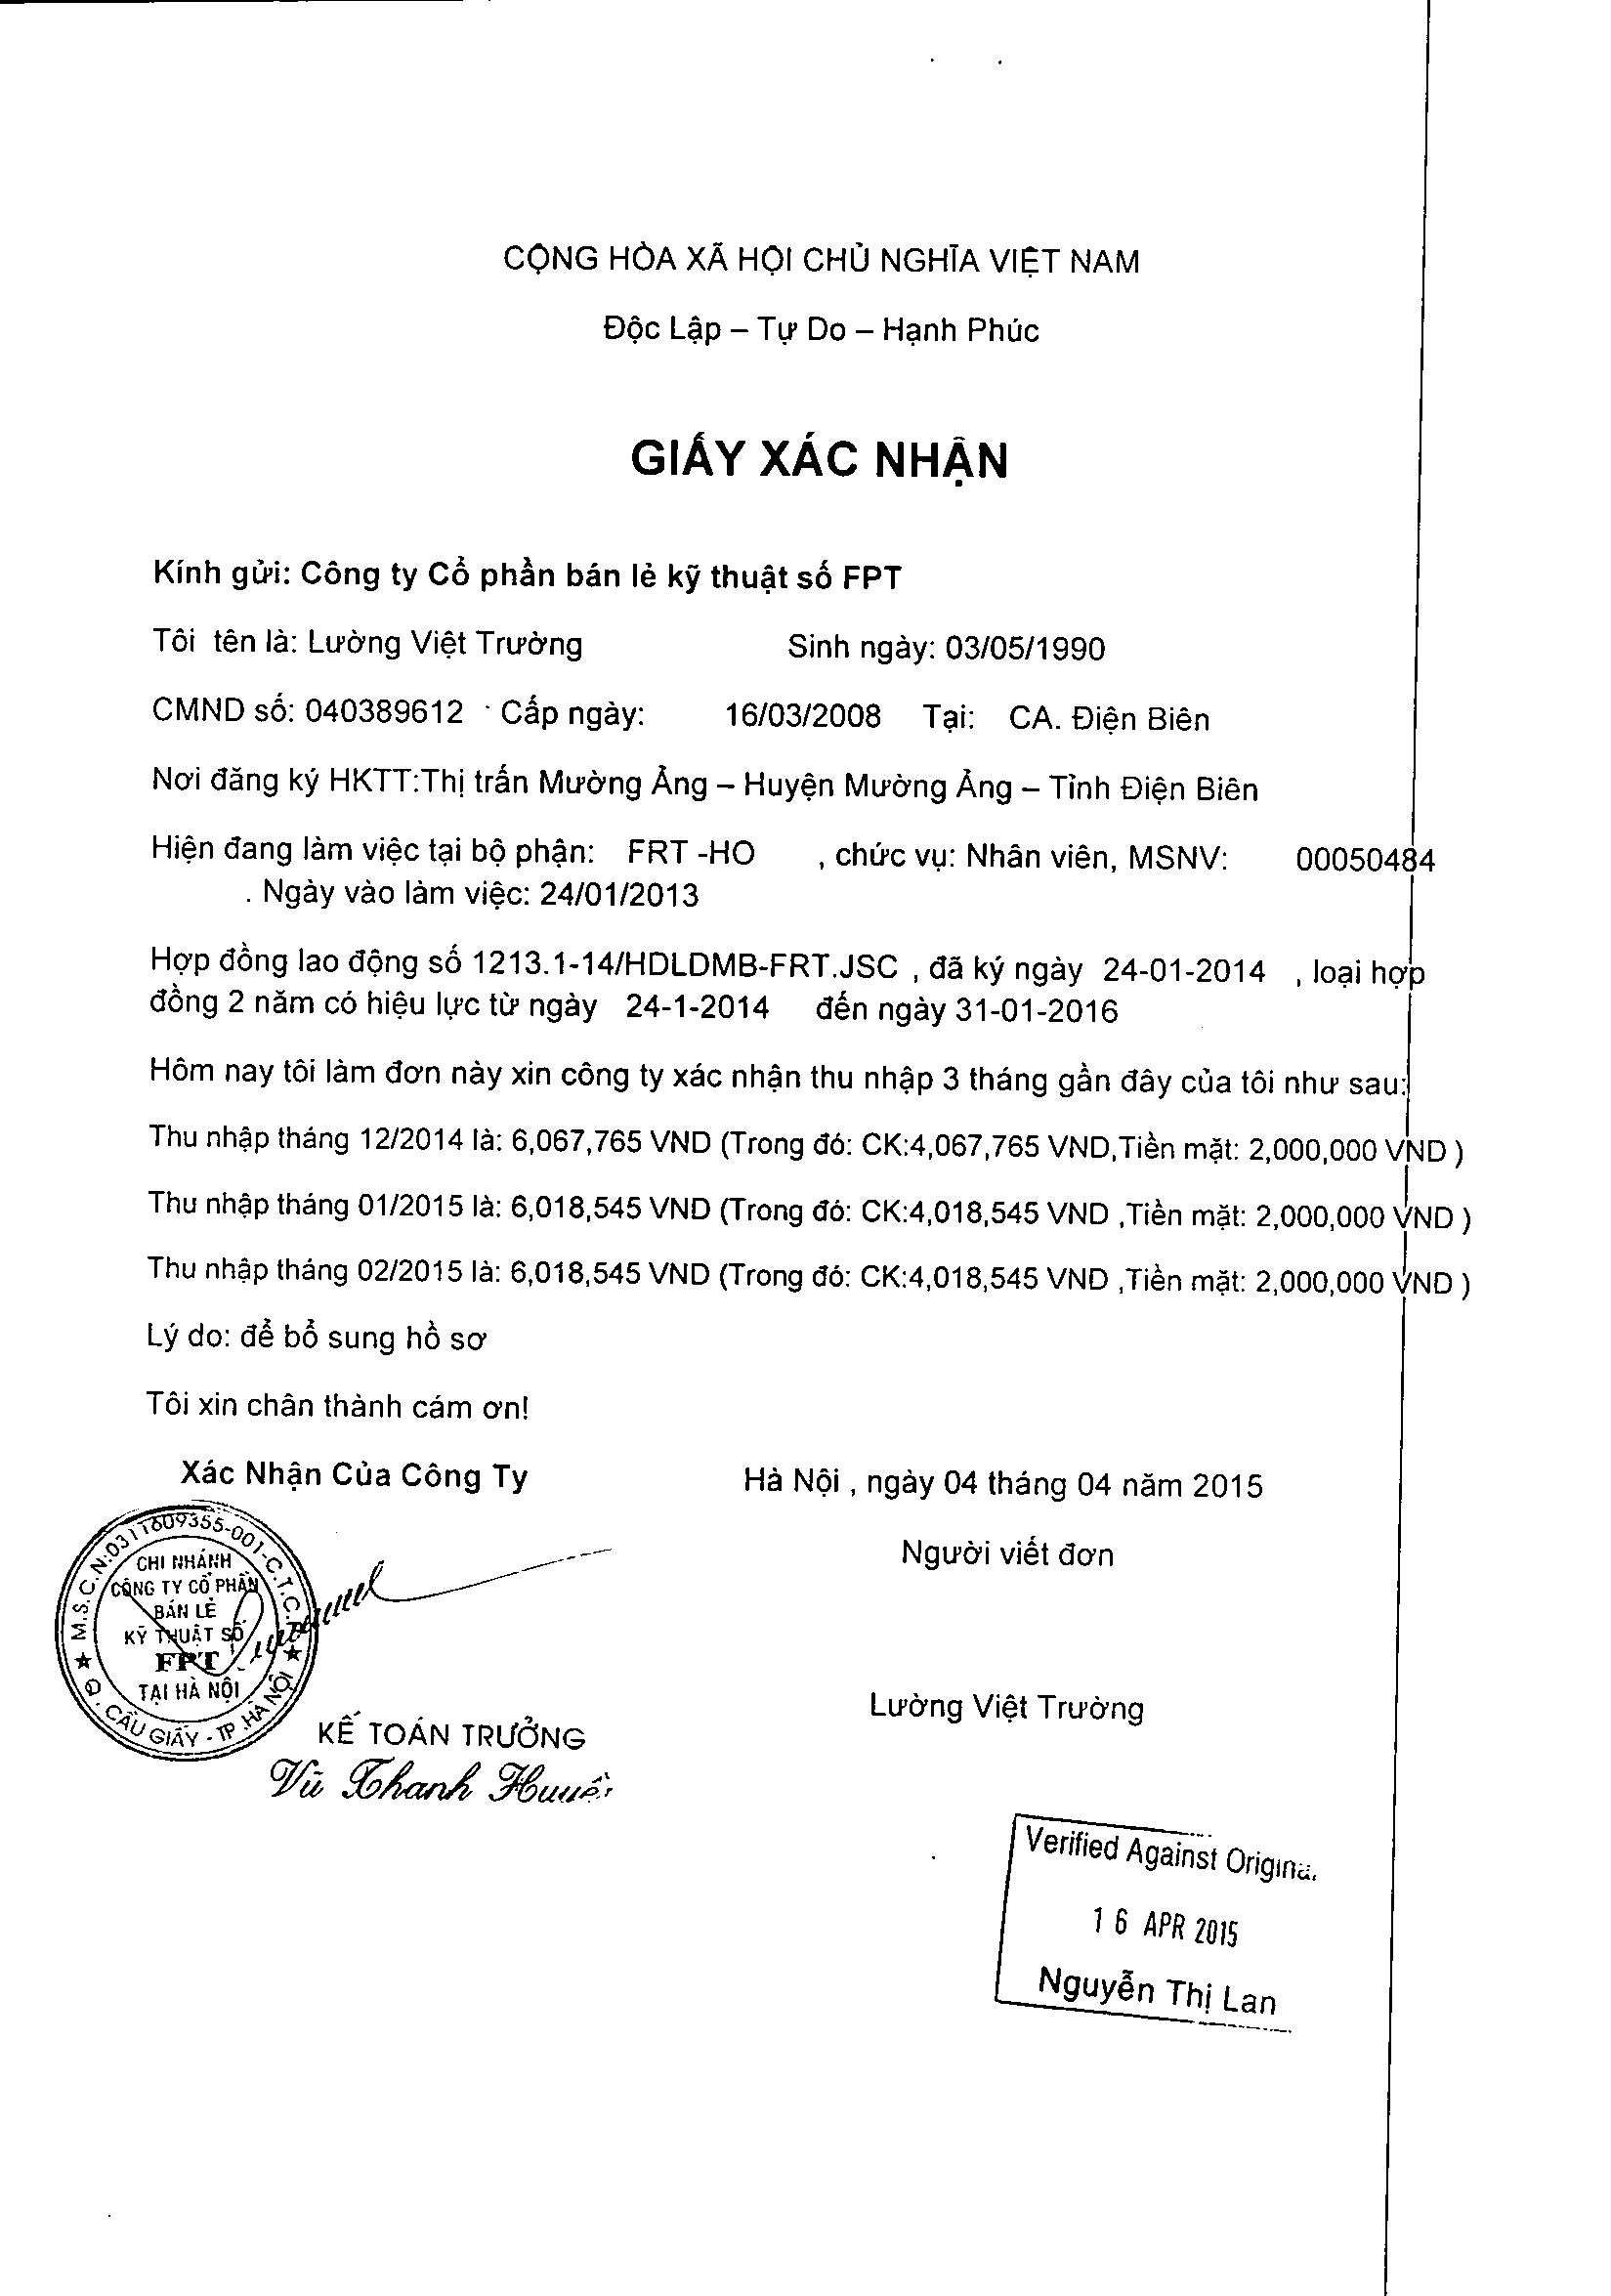 CỘNG HÒA XÃ HỘI CHỦ NGHĨA VIỆT NAM
Độc Lập – Tự Do – Hạnh Phúc
GIẤY XÁC NHẬN
Kính gửi: Công ty Cổ phần bán lẻ kỹ thuật số FPT
Tôi tên là: Lường Việt Trường Sinh ngày: 03/05/1990
CMND số: 040389612 Cấp ngày: 16/03/2008 Tại: CA. Điện Biên
Nơi đăng ký HKTT:Thị trấn Mường Ảng – Huyện Mường Ảng – Tỉnh Điện Biên
Hiện đang làm việc tại bộ phận: FRT -HO , chức vụ: Nhân viên, MSNV: 00050484
. Ngày vào làm việc: 24/01/2013
Hợp đồng lao động số 1213.1-14/HDLDMB-FRT.JSC , đã ký ngày 24-01-2014 , loại hợp
đồng 2 năm có hiệu lực từ ngày 24-1-2014 đến ngày 31-01-2016
Hôm nay tôi làm đơn này xin công ty xác nhận thu nhập 3 tháng gần đây của tôi như sau:
Thu nhập tháng 12/2014 là: 6,067,765 VND (Trong đó: CK:4,067,765 VND,Tiền mặt: 2,000,000 VND )
Thu nhập tháng 01/2015 là: 6,018,545 VND (Trong đó: CK:4,018,545 VND ,Tiền mặt: 2,000,000 VND )
Thu nhập tháng 02/2015 là: 6,018,545 VND (Trong đó: CK:4,018,545 VND ,Tiền mặt: 2,000,000 VND )
Lý do: để bổ sung hồ sơ
Tôi xin chân thành cám ơn!
Xác Nhận Của Công Ty
Hà Nội , ngày 04 tháng 04 năm 2015
Người viết đơn
M.S.C.N:0311609355-001-C.T.C.P
CHI NHÁNH
CÔNG TY CỔ PHẦN
BÁN LẺ
KỸ THUẬT SỐ
FPT
TẠI HÀ NỘI
Q. CẦU GIẤY - TP. HÀ NỘI
Lường Việt Trường
KẾ TOÁN TRƯỞNG
Vũ Thanh
Verified Against Original
16 APR 2015
Nguyễn Thị Lan